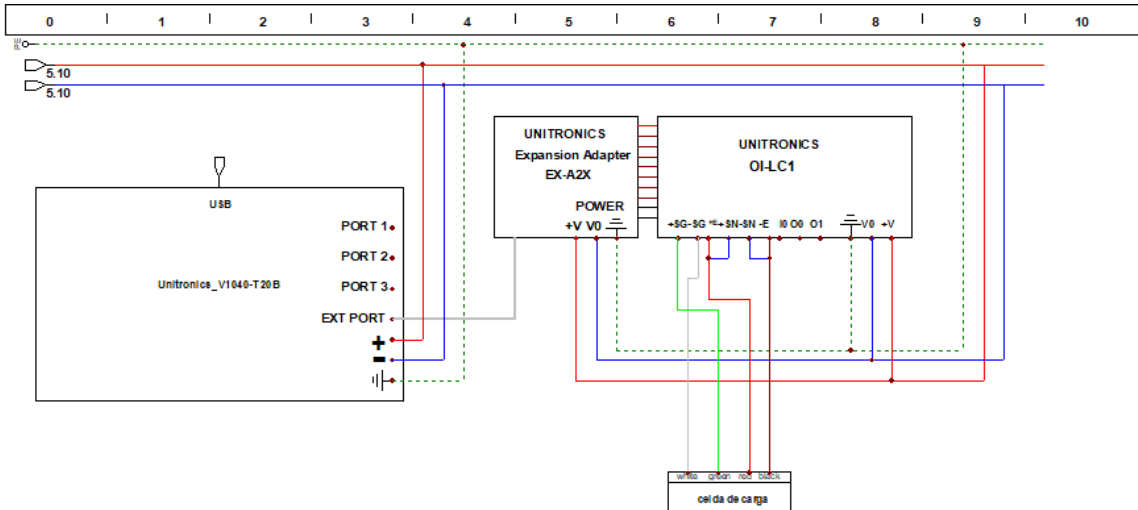 0 1 2 3 4 5 6 7 8 9 10
PE
5.10
5.10
USB
PORT 1
PORT 2
PORT 3
Unitronics_V1040-T20B
EXT PORT
+
-
UNITRONICS
Expansion Adapter
EX-A2X
POWER
+V V0
UNITRONICS
OI-LC1
+SG -SG +E +SN -SN -E I0 O0 O1 V0 +V
white green red black
celda de carga